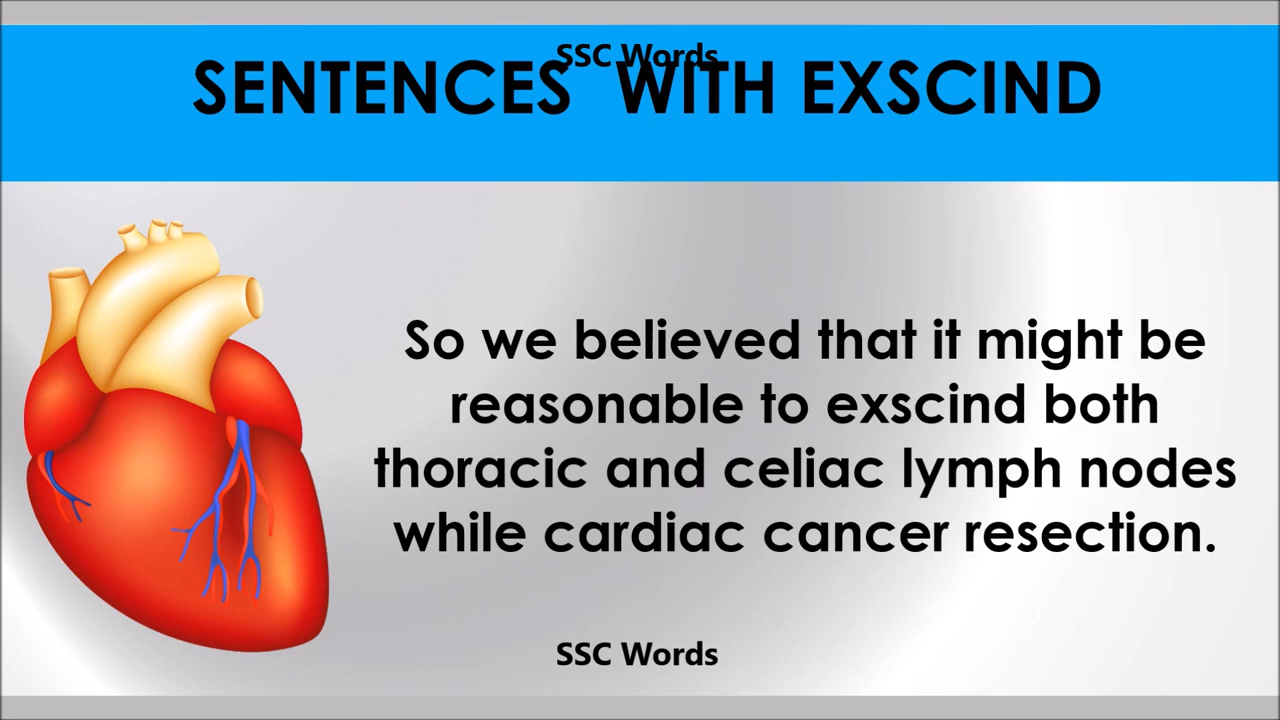 SSC Words
SENTENCES WITH EXSCIND
So we believed that it might be
reasonable to exscind both
thoracic and celiac lymph nodes
while cardiac cancer resection.
SSC Words